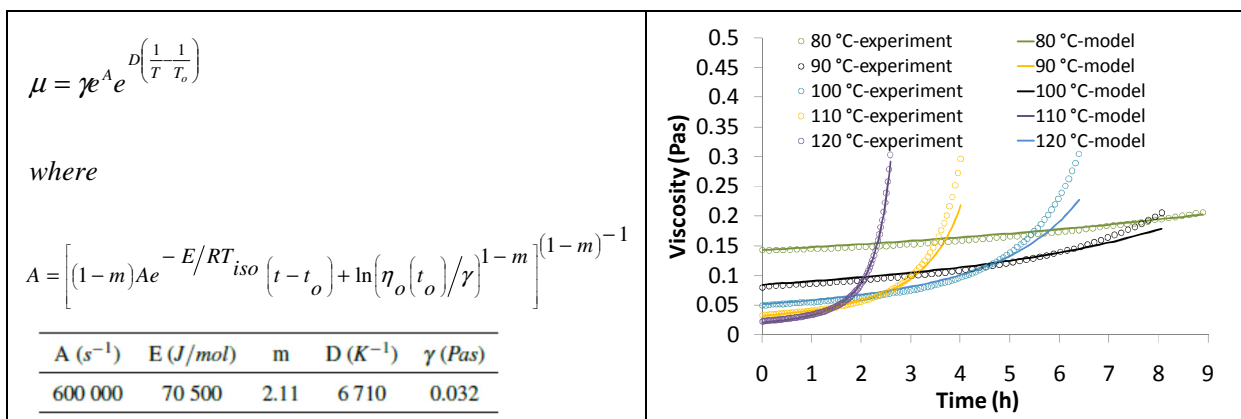 μ = γe^A e^{D(1/T − 1/T_o)}
where
A = [(1−m)Ae^{−E/RT_iso} (t−t_o) + ln(η_o(t_o)/γ)^{1−m}]^{(1−m)^{−1}}
A (s⁻¹) E (J/mol) m D (K⁻¹) γ (Pas)
600 000 70 500 2.11 6 710 0.032
0.5
0.45
0.4
0.35
0.3
0.25
0.2
0.15
0.1
0.05
0
Viscosity (Pas)
80 °C-experiment 80 °C-model
90 °C-experiment 90 °C-model
100 °C-experiment 100 °C-model
110 °C-experiment 110 °C-model
120 °C-experiment 120 °C-model
0 1 2 3 4 5 6 7 8 9
Time (h)